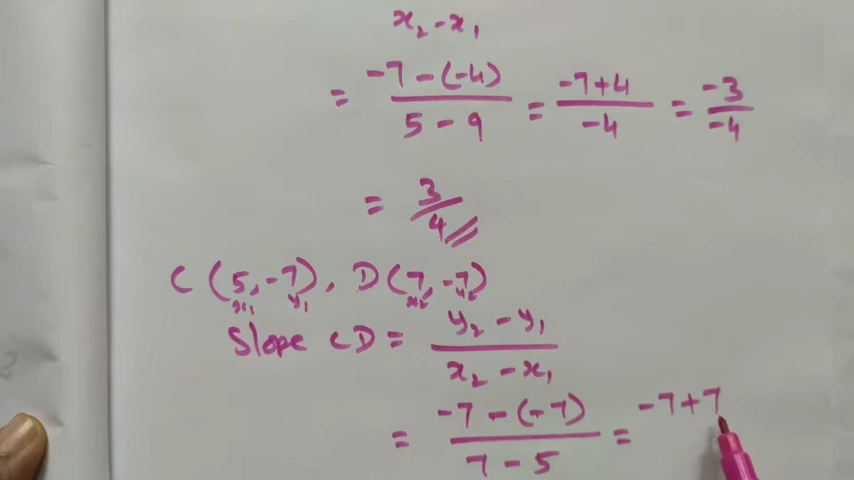 x₂ - x₁
= -7 - (-4) / 5 - 9 = -7 + 4 / -4 = -3 / -4
= 3 / 4
C (5, -7), D (7, -7)
x₁ y₁ x₂ y₂
Slope CD = y₂ - y₁ / x₂ - x₁
= -7 - (-7) / 7 - 5 = -7 + 7